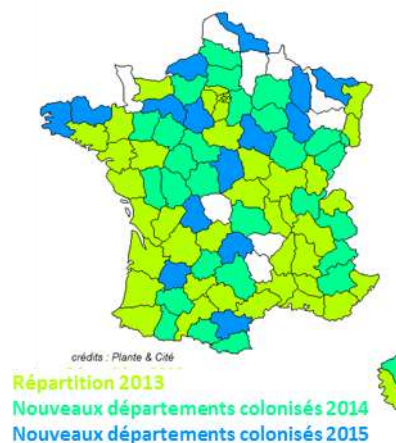 crédits : Plante & Cité
Répartition 2013
Nouveaux départements colonisés 2014
Nouveaux départements colonisés 2015